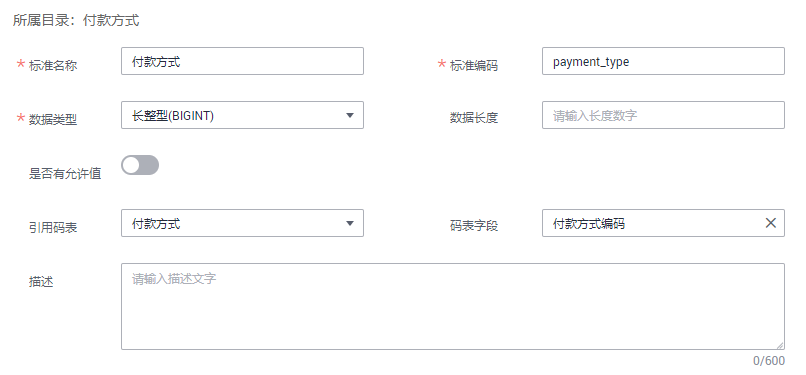 所属目录：付款方式
* 标准名称 付款方式 * 标准编码 payment_type
* 数据类型 长整型(BIGINT) 数据长度 请输入长度数字
是否有允许值
引用码表 付款方式 码表字段 付款方式编码
描述 请输入描述文字
0/600